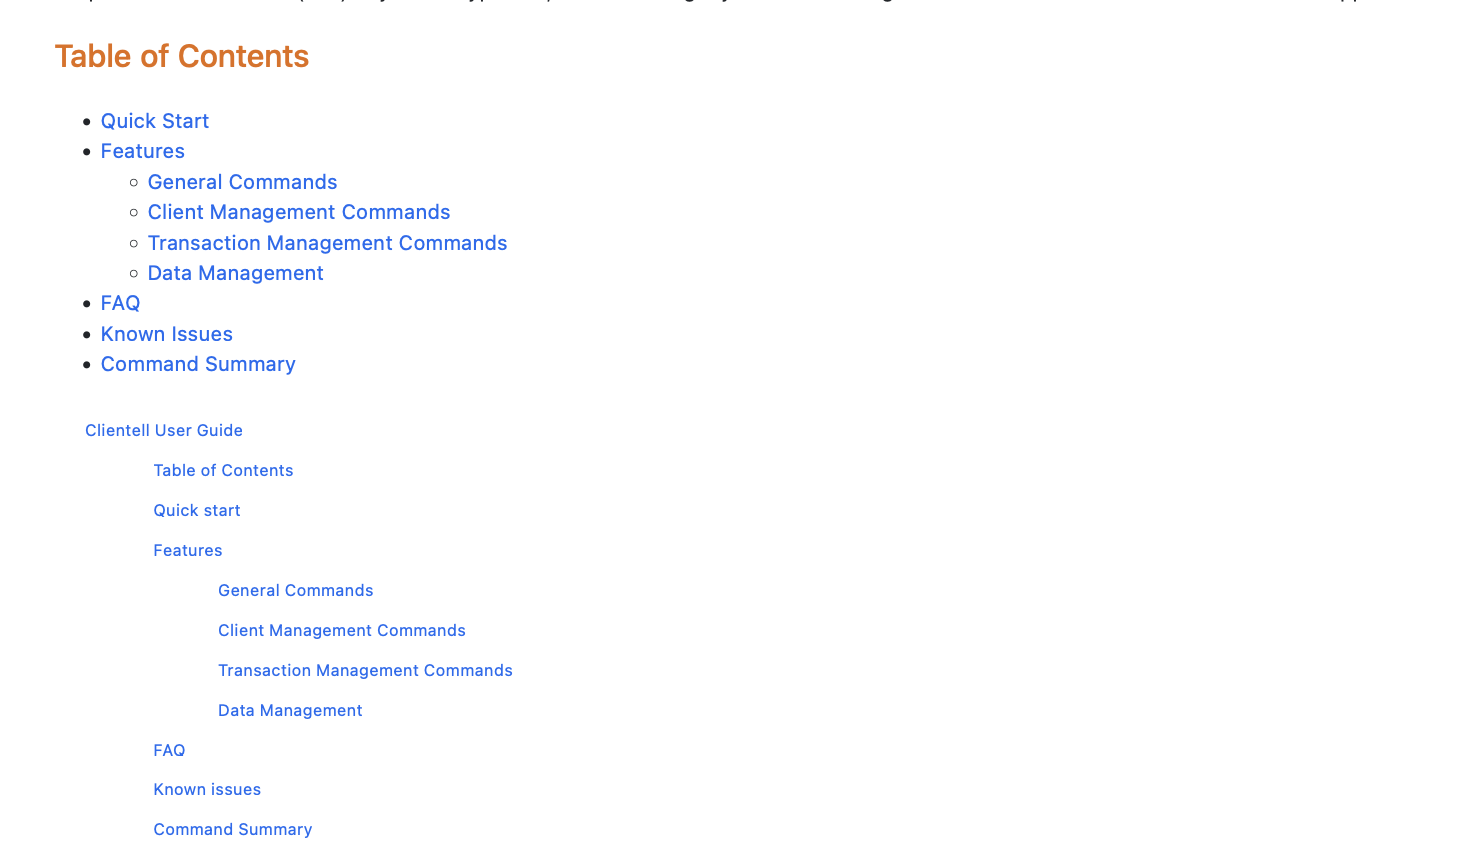 Table of Contents
Quick Start
Features
General Commands
Client Management Commands
Transaction Management Commands
Data Management
FAQ
Known Issues
Command Summary
Clientell User Guide
Table of Contents
Quick start
Features
General Commands
Client Management Commands
Transaction Management Commands
Data Management
FAQ
Known issues
Command Summary